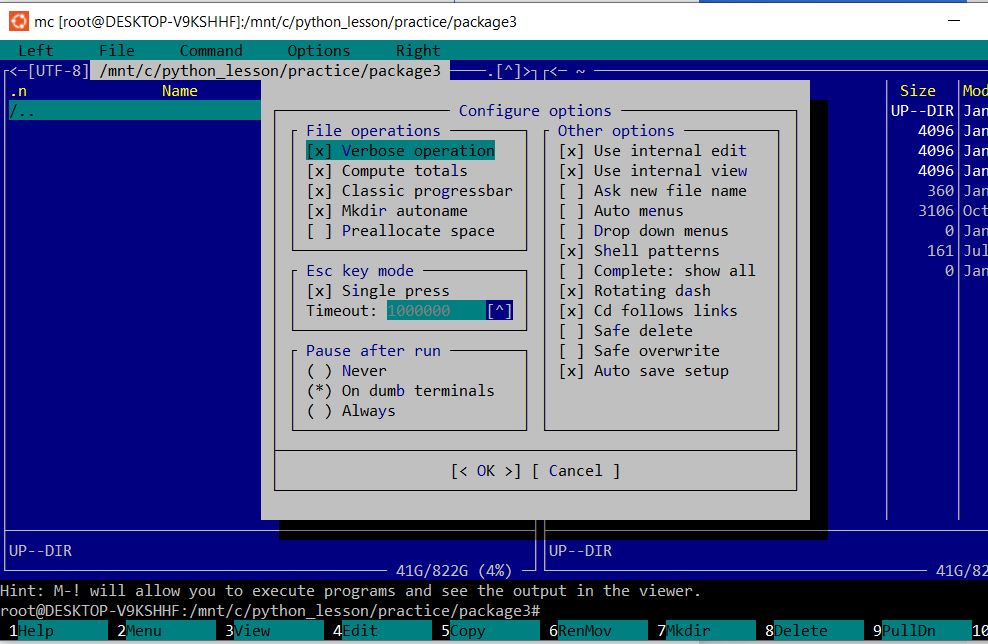 mc [root@DESKTOP-V9KSHHF]:/mnt/c/python_lesson/practice/package3
Left File Command Options Right
<─[UTF-8] /mnt/c/python_lesson/practice/package3 .[^]> <─ ~
.n Name Size Mod
/.. UP--DIR Jan
4096 Jan
4096 Jan
4096 Jan
360 Jan
3106 Oct
0 Jan
161 Jul
0 Jan
Configure options
File operations
[x] Verbose operation
[x] Compute totals
[x] Classic progressbar
[x] Mkdir autoname
[ ] Preallocate space
Esc key mode
[x] Single press
Timeout: 1000000 [^]
Pause after run
( ) Never
(*) On dumb terminals
( ) Always
Other options
[x] Use internal edit
[x] Use internal view
[ ] Ask new file name
[ ] Auto menus
[ ] Drop down menus
[x] Shell patterns
[ ] Complete: show all
[x] Rotating dash
[x] Cd follows links
[ ] Safe delete
[ ] Safe overwrite
[x] Auto save setup
[< OK >] [ Cancel ]
UP--DIR UP--DIR
41G/822G (4%) 41G/82
Hint: M-! will allow you to execute programs and see the output in the viewer.
root@DESKTOP-V9KSHHF:/mnt/c/python_lesson/practice/package3#
1Help 2Menu 3View 4Edit 5Copy 6RenMov 7Mkdir 8Delete 9PullDn 10